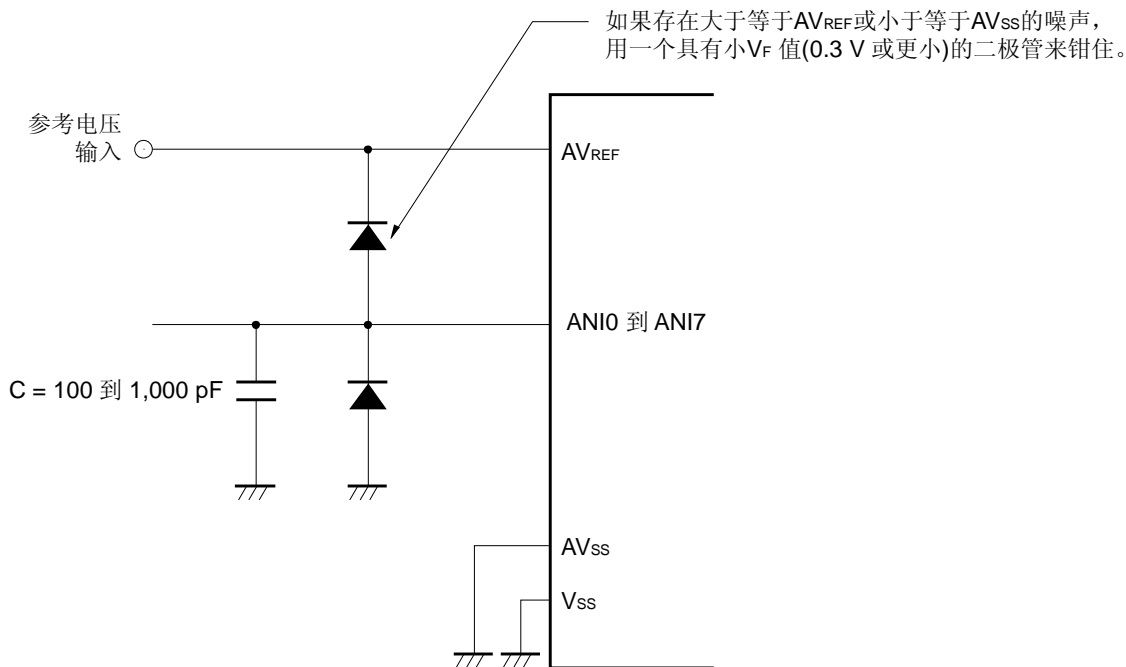 如果存在大于等于AVREF或小于等于AVSS的噪声，
用一个具有小VF 值(0.3 V 或更小)的二极管来钳住。
参考电压
输入
AVREF
ANI0 到 ANI7
C = 100 到 1,000 pF
AVSS
VSS